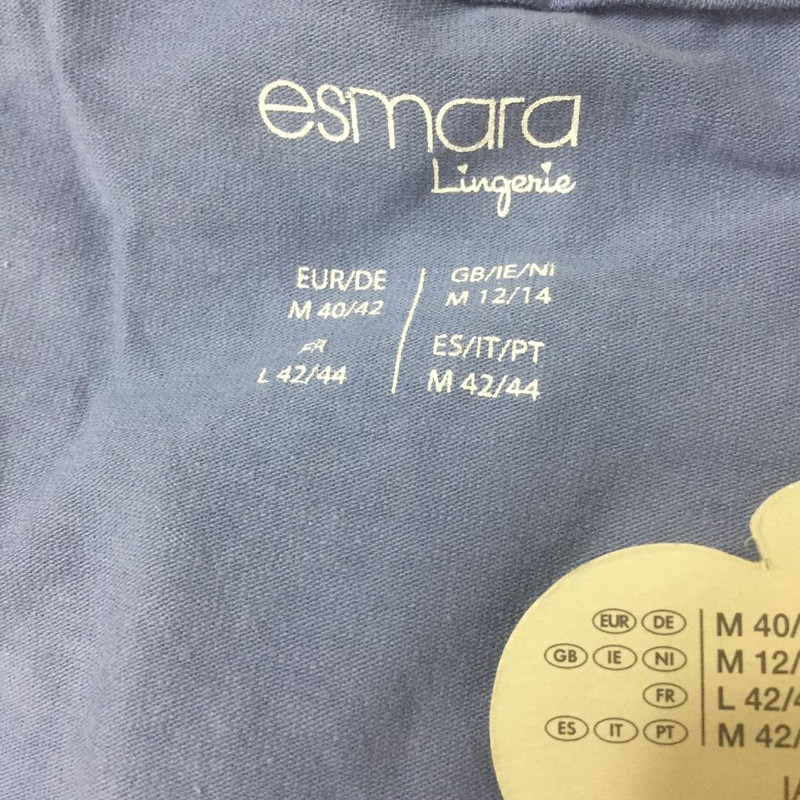 esmara
Lingerie
EUR/DE
M 40/42
FR
L 42/44
GB/IE/NI
M 12/14
ES/IT/PT
M 42/44
EUR DE M 40/
GB IE NI M 12/
FR L 42/4
ES IT PT M 42/